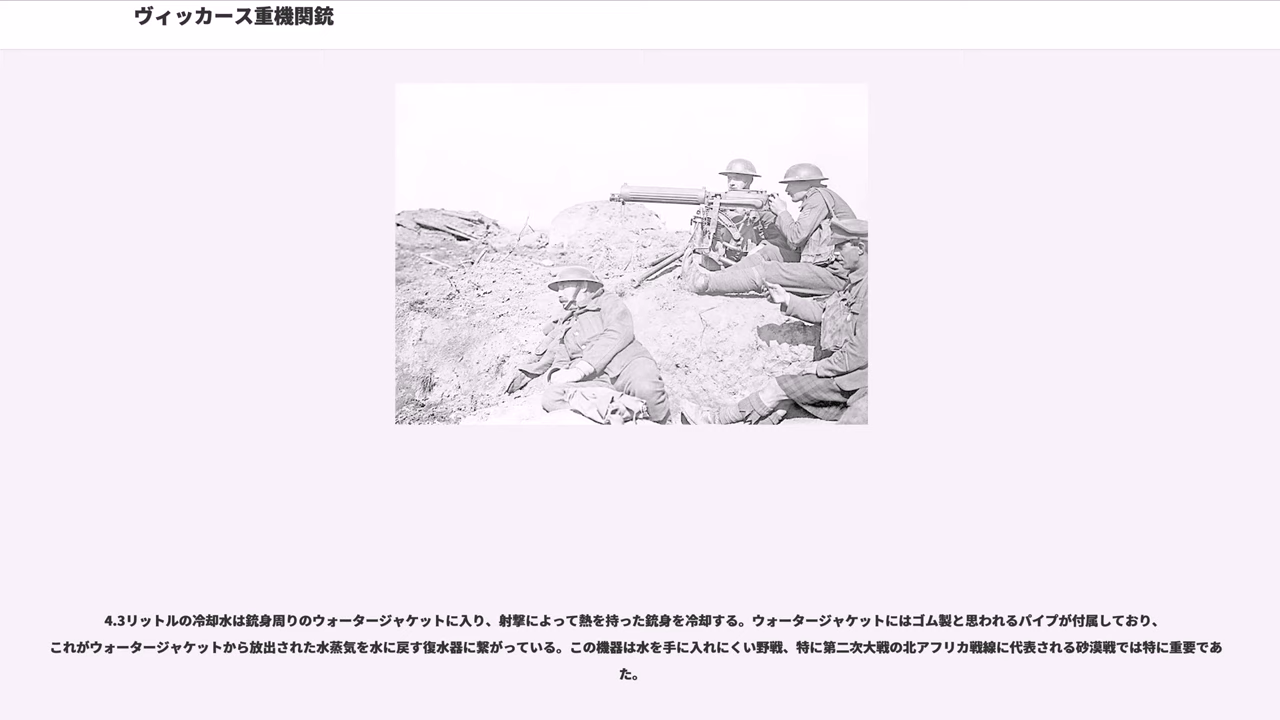 ヴィッカース重機関銃
4.3リットルの冷却水は銃身周りのウォータージャケットに入り、射撃によって熱を持った銃身を冷却する。ウォータージャケットにはゴム製と思われるパイプが付属しており、
これがウォータージャケットから放出された水蒸気を水に戻す復水器に繋がっている。この機器は水を手に入れにくい野戦、特に第二次大戦の北アフリカ戦線に代表される砂漠戦では特に重要であ
た。